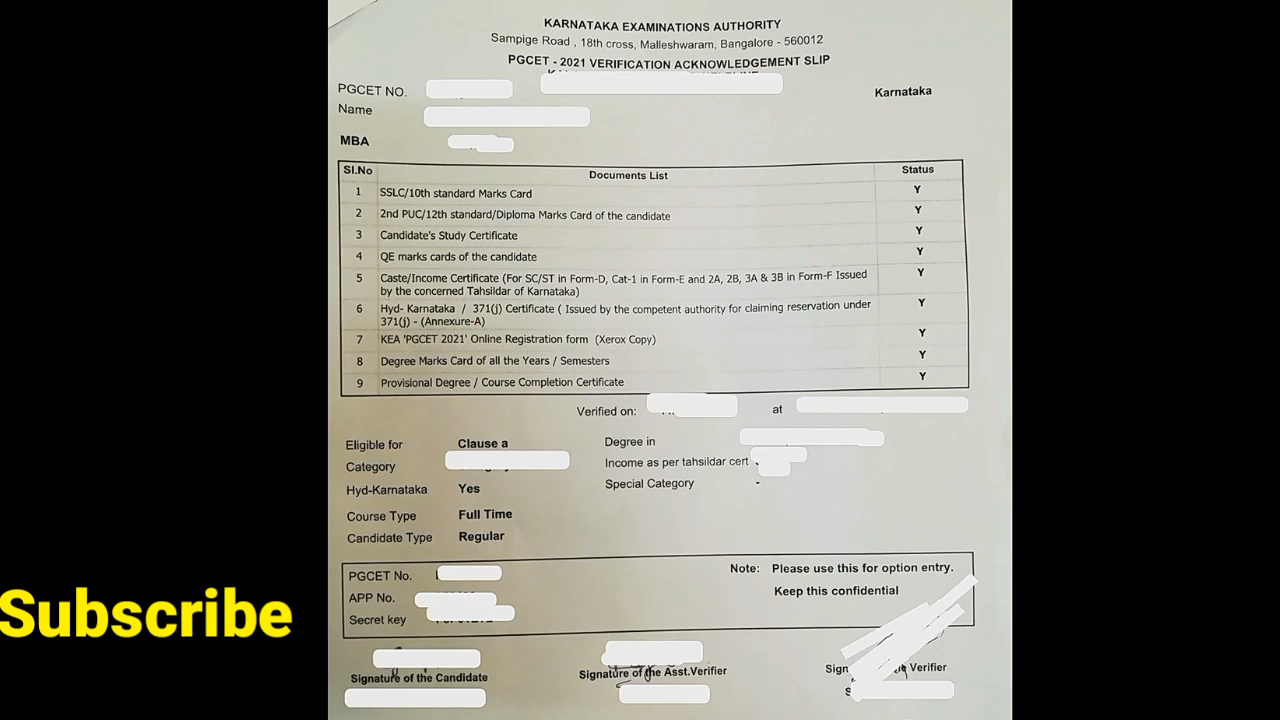 KARNATAKA EXAMINATIONS AUTHORITY
Sampige Road , 18th cross, Malleshwaram, Bangalore - 560012
PGCET - 2021 VERIFICATION ACKNOWLEDGEMENT SLIP
PGCET NO.
Karnataka
Name
MBA
Sl.No Documents List Status
1 SSLC/10th standard Marks Card Y
2 2nd PUC/12th standard/Diploma Marks Card of the candidate Y
3 Candidate's Study Certificate Y
4 QE marks cards of the candidate Y
5 Caste/Income Certificate (For SC/ST in Form-D, Cat-1 in Form-E and 2A, 2B, 3A & 3B in Form-F Issued Y
by the concerned Tahsildar of Karnataka)
6 Hyd- Karnataka / 371(j) Certificate ( Issued by the competent authority for claiming reservation under Y
371(j) - (Annexure-A)
7 KEA 'PGCET 2021' Online Registration form (Xerox Copy) Y
8 Degree Marks Card of all the Years / Semesters Y
9 Provisional Degree / Course Completion Certificate Y
Verified on: at
Eligible for Clause a Degree in
Category Income as per tahsildar cert
Hyd-Karnataka Yes Special Category -
Course Type Full Time
Candidate Type Regular
PGCET No. Note: Please use this for option entry.
APP No. Keep this confidential
Secret key
Subscribe
Signature of the Candidate Signature of the Asst.Verifier Verifier